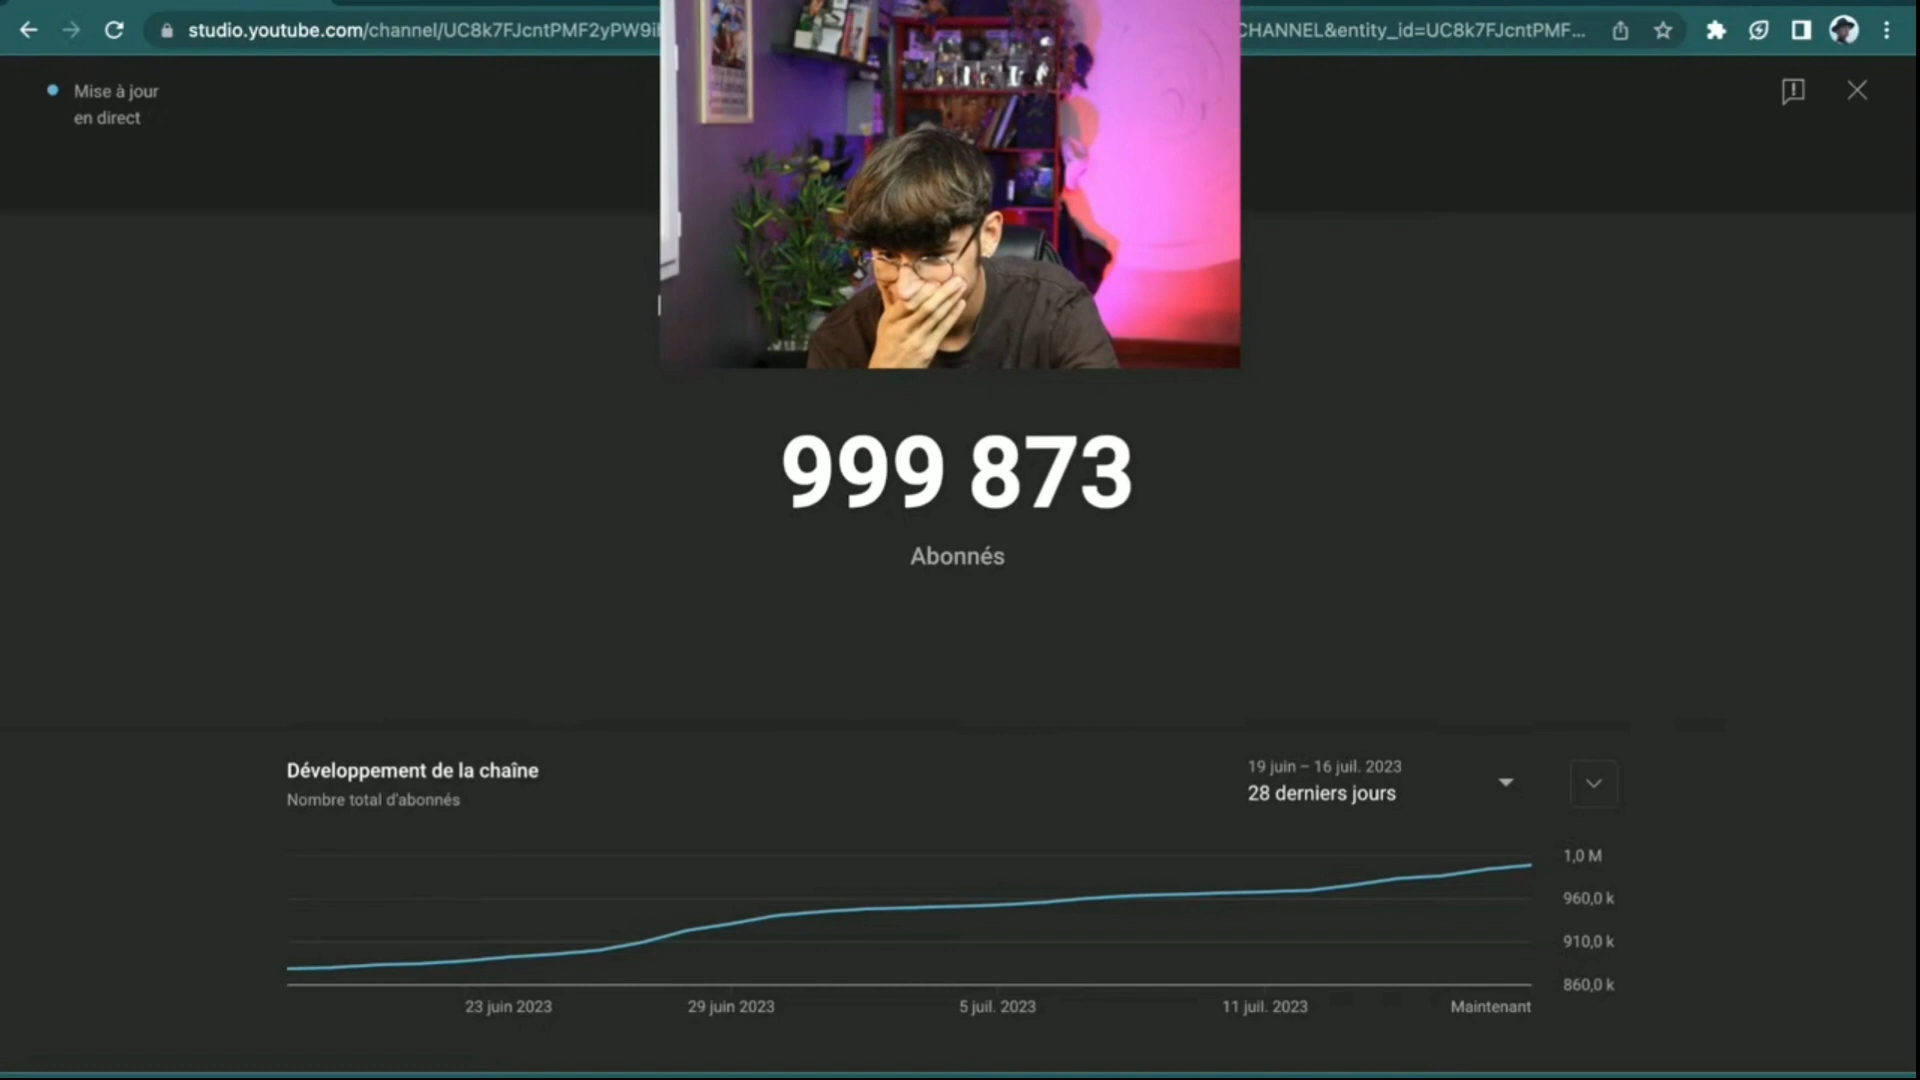 studio.youtube.com/channel/UC8k7FJcntPMF2yPW9i
CHANNEL&entity_id=UC8k7FJcntPMF...
Mise à jour
en direct
999 873
Abonnés
Développement de la chaîne
Nombre total d'abonnés
19 juin – 16 juil. 2023
28 derniers jours
1,0 M
960,0 k
910,0 k
860,0 k
23 juin 2023
29 juin 2023
5 juil. 2023
11 juil. 2023
Maintenant